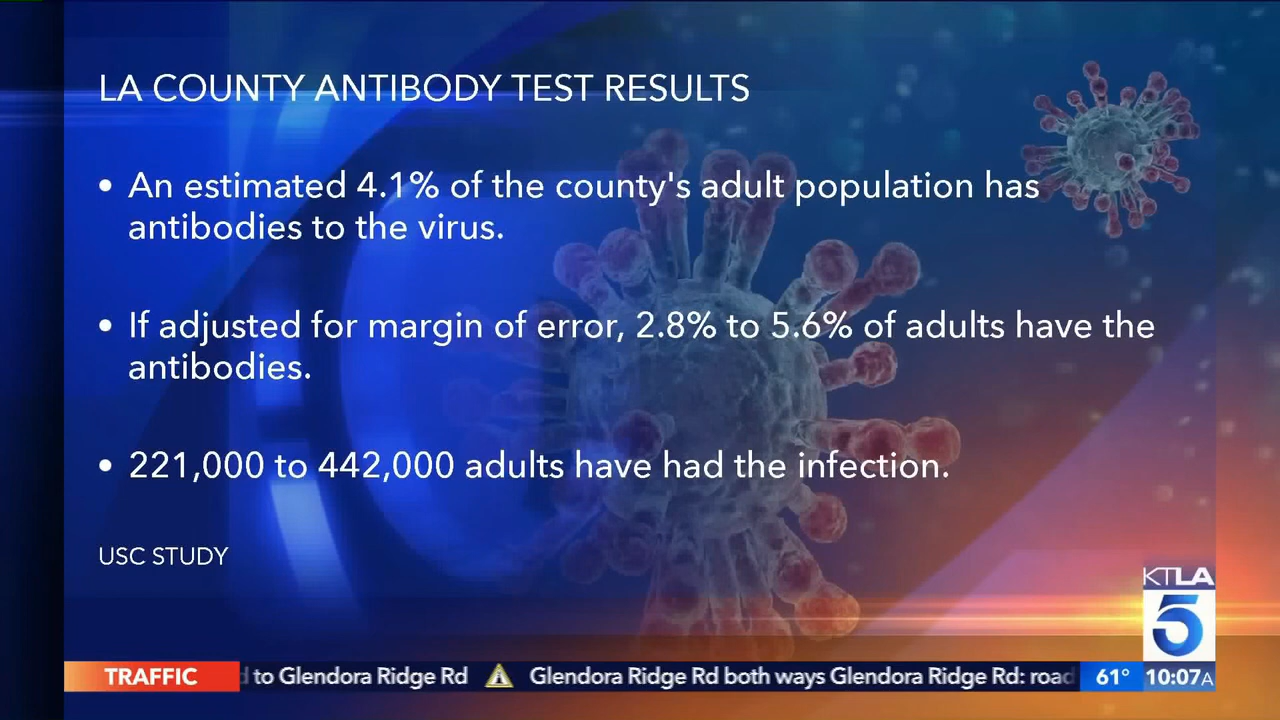 LA COUNTY ANTIBODY TEST RESULTS
• An estimated 4.1% of the county's adult population has
antibodies to the virus.
• If adjusted for margin of error, 2.8% to 5.6% of adults have the
antibodies.
• 221,000 to 442,000 adults have had the infection.
USC STUDY
KTLA
5
TRAFFIC
to Glendora Ridge Rd ⚠ Glendora Ridge Rd both ways Glendora Ridge Rd: road
61° 10:07A